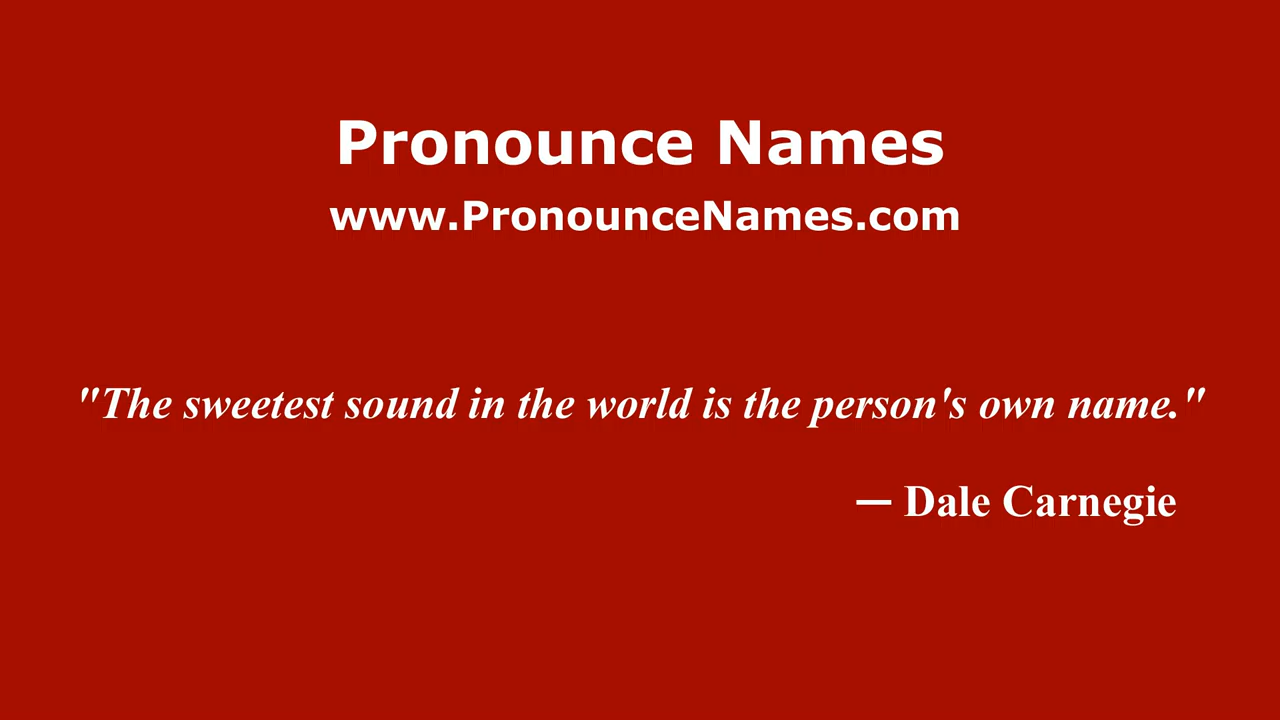 Pronounce Names
www.PronounceNames.com
"The sweetest sound in the world is the person's own name."
— Dale Carnegie